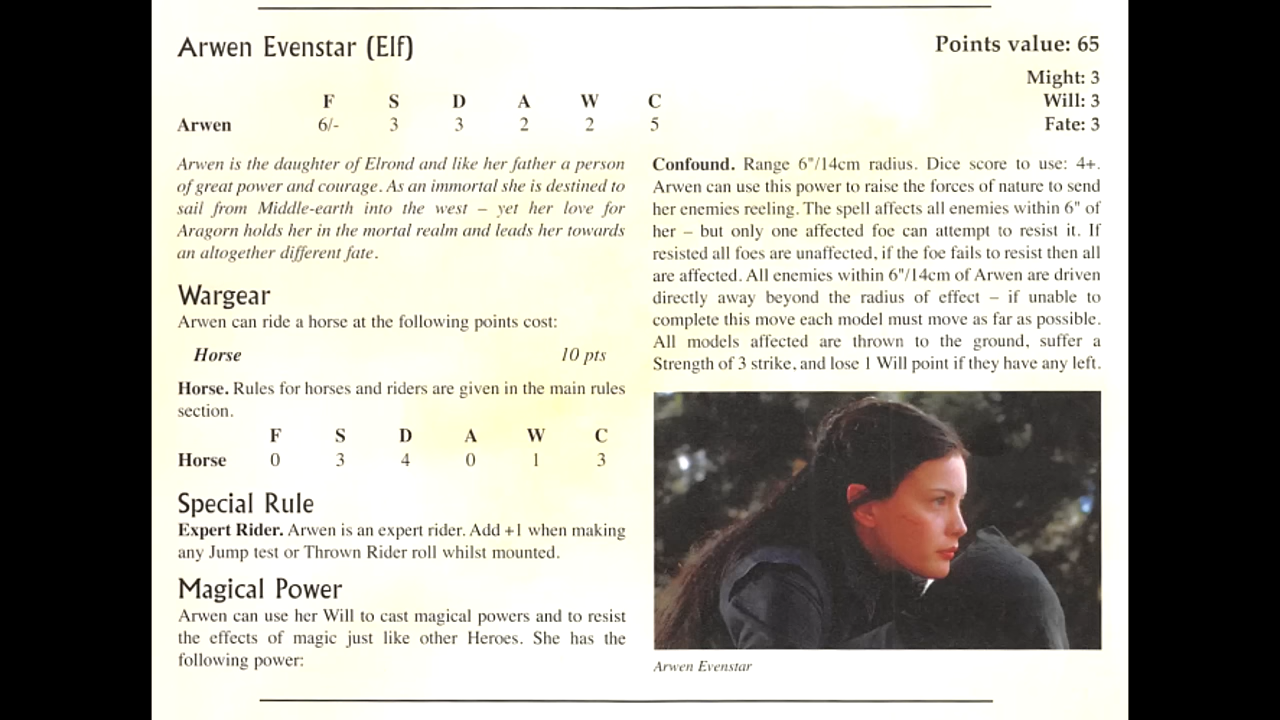 Arwen Evenstar (Elf)
Points value: 65
Might: 3
Will: 3
Fate: 3
F S D A W C
Arwen 6/- 3 3 2 2 5
Arwen is the daughter of Elrond and like her father a person
of great power and courage. As an immortal she is destined to
sail from Middle-earth into the west – yet her love for
Aragorn holds her in the mortal realm and leads her towards
an altogether different fate.
Wargear
Arwen can ride a horse at the following points cost:
Horse 10 pts
Horse. Rules for horses and riders are given in the main rules
section.
F S D A W C
Horse 0 3 4 0 1 3
Special Rule
Expert Rider. Arwen is an expert rider. Add +1 when making
any Jump test or Thrown Rider roll whilst mounted.
Magical Power
Arwen can use her Will to cast magical powers and to resist
the effects of magic just like other Heroes. She has the
following power:
Confound. Range 6"/14cm radius. Dice score to use: 4+.
Arwen can use this power to raise the forces of nature to send
her enemies reeling. The spell affects all enemies within 6" of
her – but only one affected foe can attempt to resist it. If
resisted all foes are unaffected, if the foe fails to resist then all
are affected. All enemies within 6"/14cm of Arwen are driven
directly away beyond the radius of effect – if unable to
complete this move each model must move as far as possible.
All models affected are thrown to the ground, suffer a
Strength of 3 strike, and lose 1 Will point if they have any left.
Arwen Evenstar